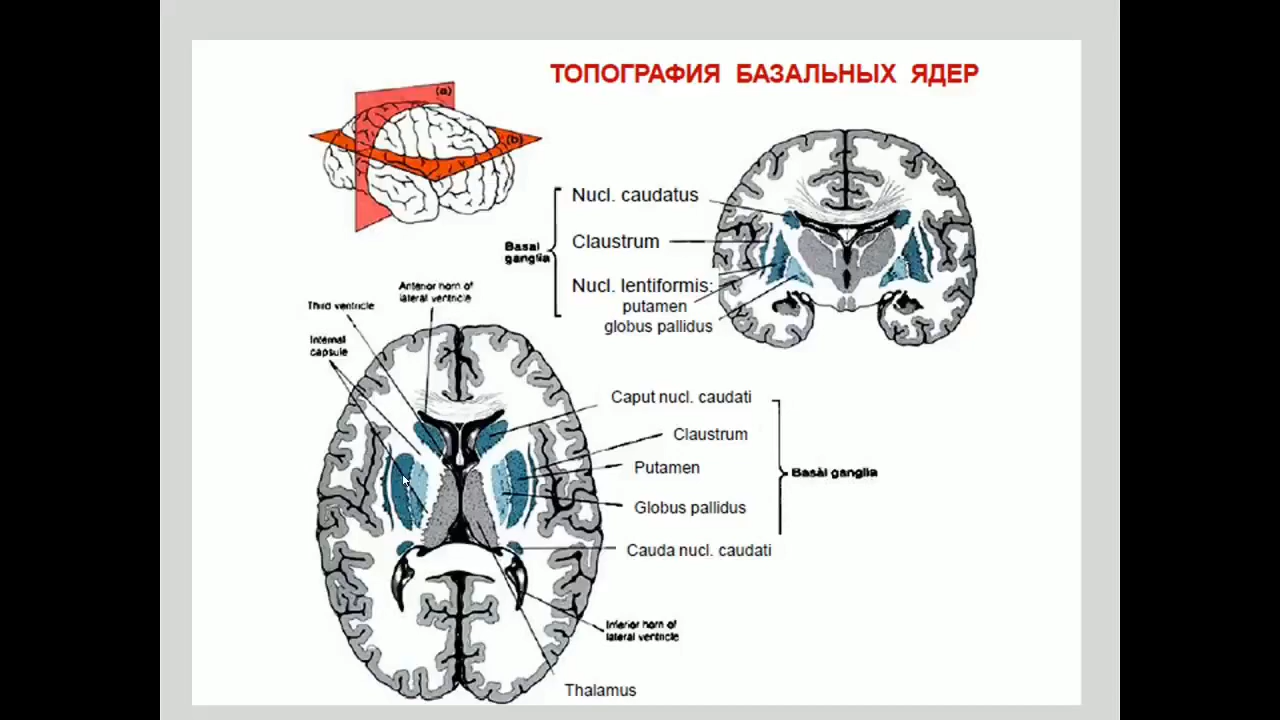 ТОПОГРАФИЯ БАЗАЛЬНЫХ ЯДЕР
(a)
(b)
Nucl. caudatus
Claustrum
Basal
ganglia
Nucl. lentiformis:
putamen
globus pallidus
Anterior horn of
lateral ventricle
Third ventricle
Internal
capsule
Caput nucl. caudati
Claustrum
Putamen
Basal ganglia
Globus pallidus
Cauda nucl. caudati
Inferior horn of
lateral ventricle
Thalamus